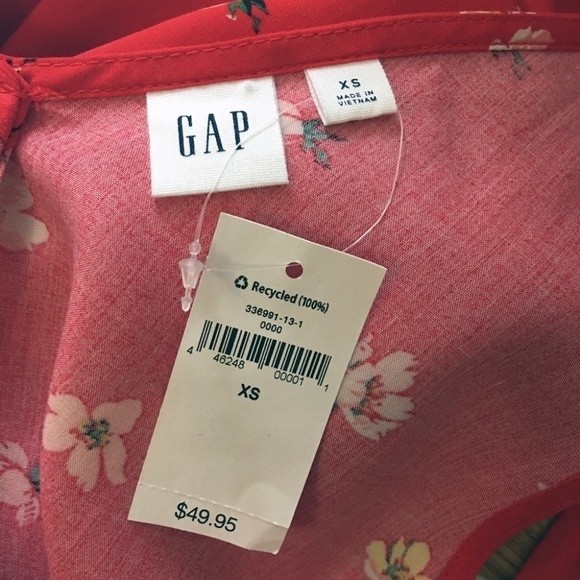 GAP
XS
MADE IN
VIETNAM
Recycled (100%)
336991-13-1
0000
4 46248 00001 1
XS
$49.95